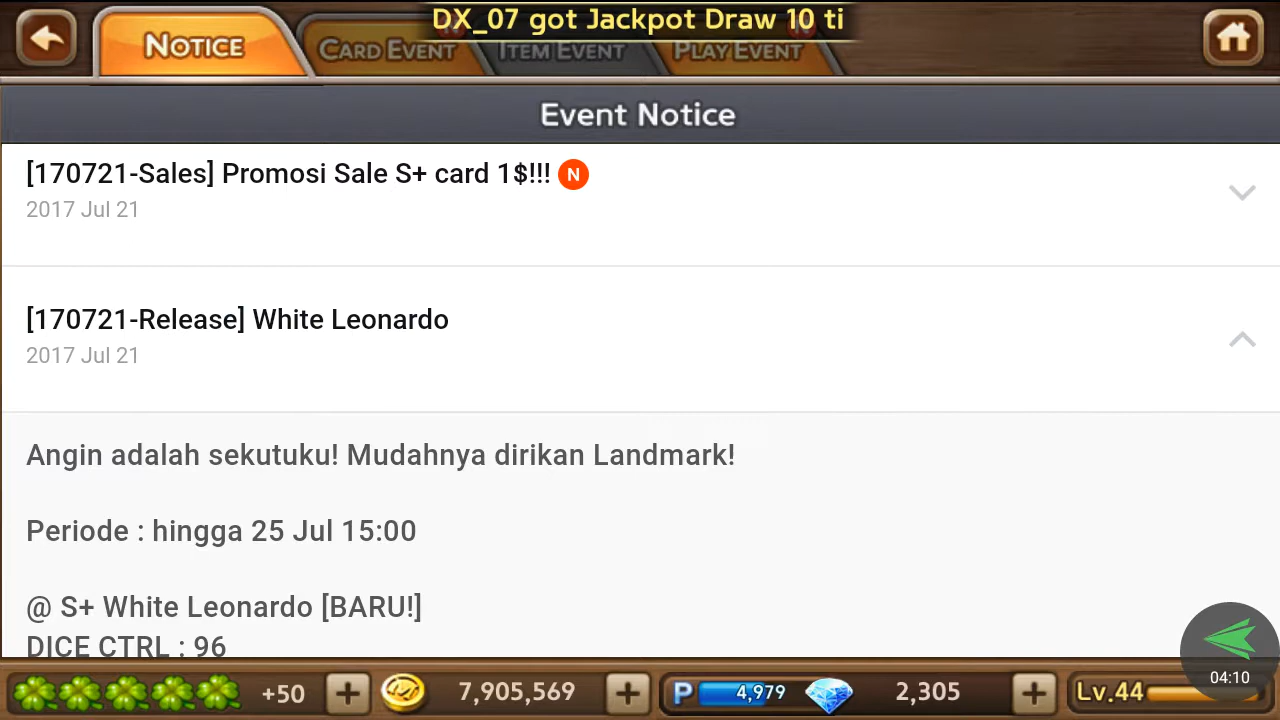 DX_07 got Jackpot Draw 10 ti
NOTICE
CARD EVENT
ITEM EVENT
PLAY EVENT
Event Notice
[170721-Sales] Promosi Sale S+ card 1$!!! N
2017 Jul 21
[170721-Release] White Leonardo
2017 Jul 21
Angin adalah sekutuku! Mudahnya dirikan Landmark!
Periode : hingga 25 Jul 15:00
@ S+ White Leonardo [BARU!]
DICE CTRL : 96
04:10
+50 + 7,905,569 + P 4,979 2,305 + Lv.44